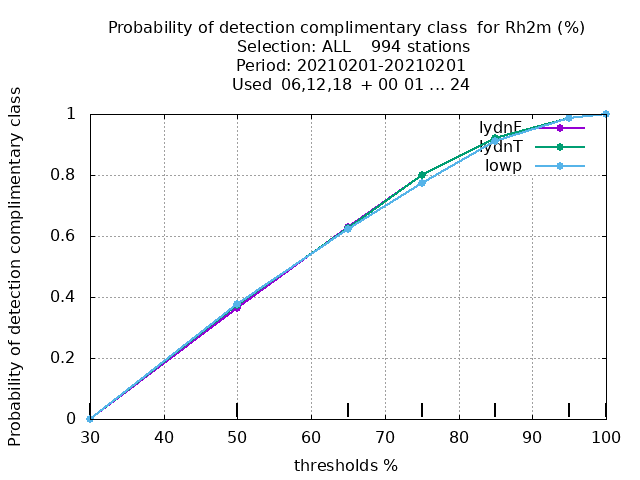 Probability of detection complimentary class  for Rh2m (%)
Selection: ALL    994 stations
Period: 20210201-20210201
Used  06,12,18  + 00 01 ... 24
Probability of detection complimentary class
1
0.8
0.6
0.4
0.2
0
lydnF
lydnT
lowp
30 40 50 60 70 80 90 100
thresholds %